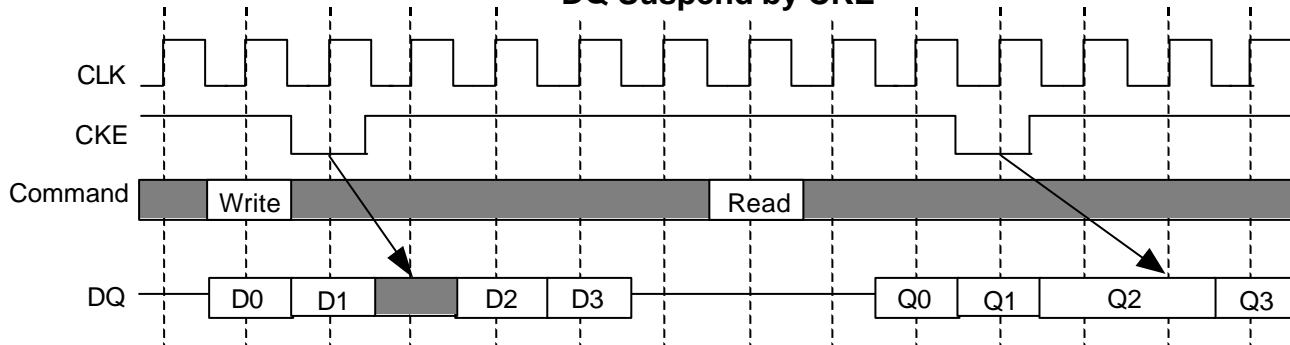 DQ Suspend by CKE
CLK
CKE
Command Write Read
DQ D0 D1 D2 D3 Q0 Q1 Q2 Q3